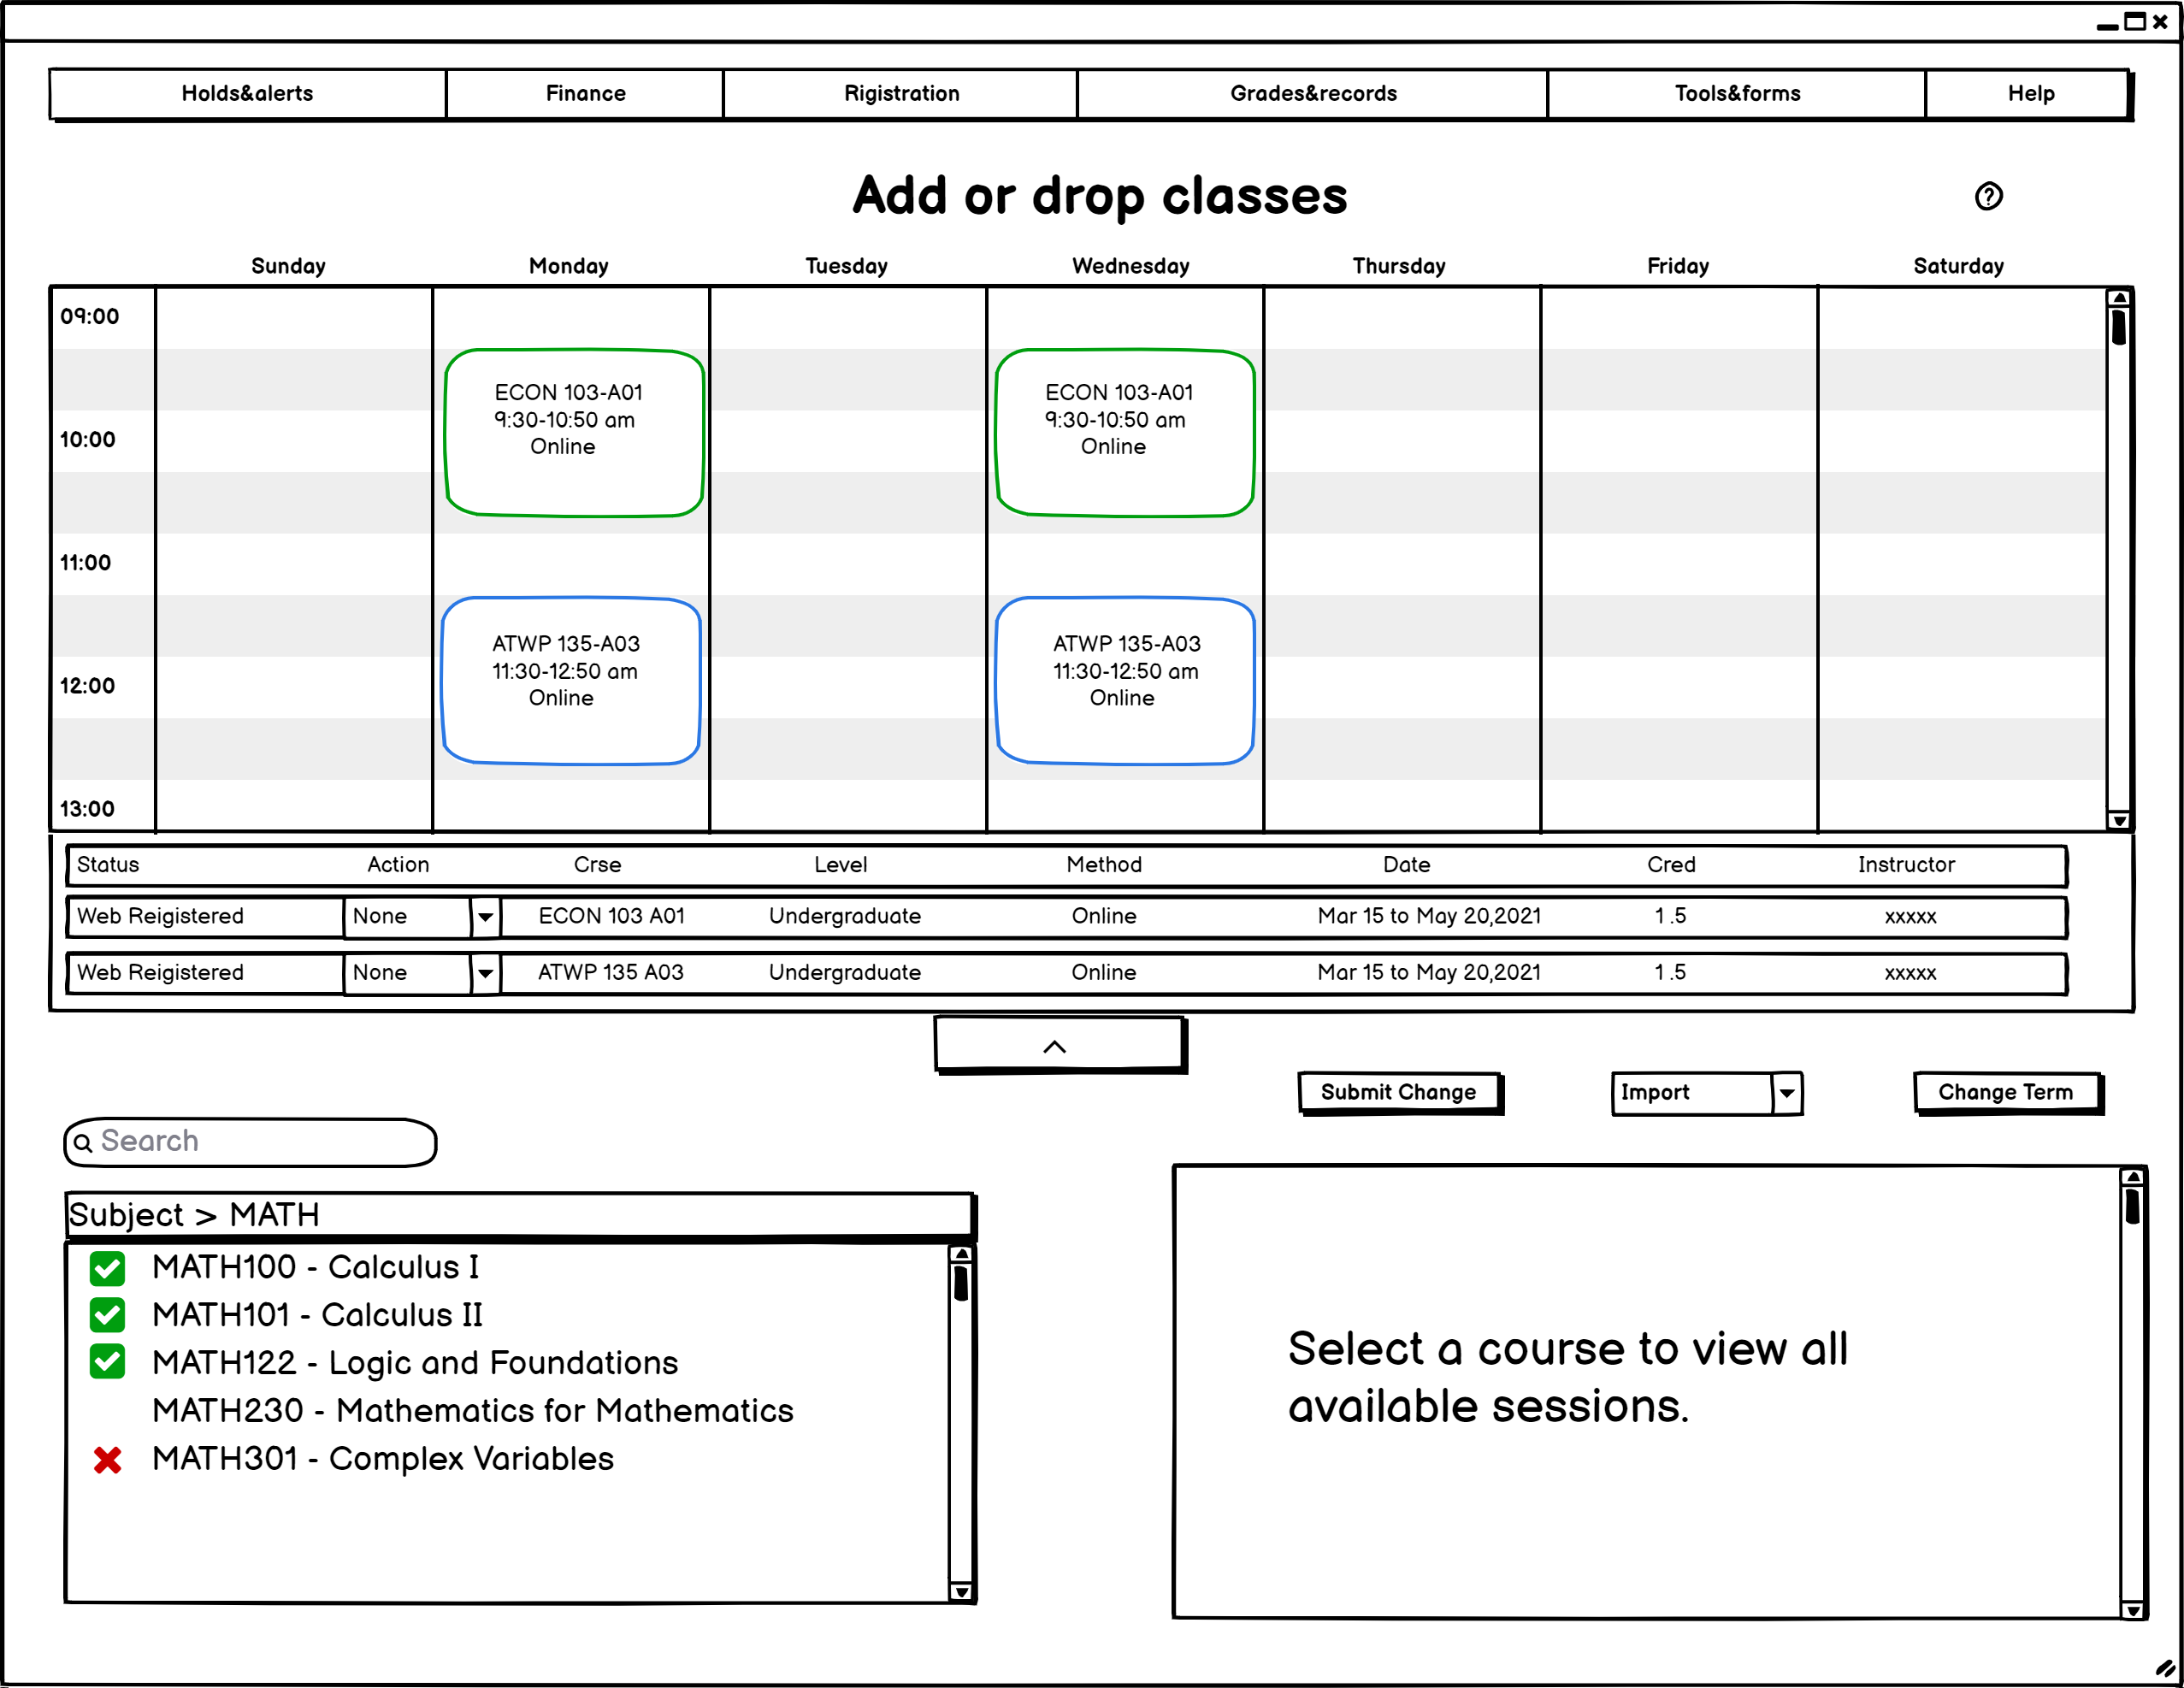 Holds&alerts Finance Rigistration Grades&records Tools&forms Help
Add or drop classes
Sunday Monday Tuesday Wednesday Thursday Friday Saturday
09:00
ECON 103-A01 ECON 103-A01
9:30-10:50 am 9:30-10:50 am
10:00
Online Online
11:00
ATWP 135-A03 ATWP 135-A03
11:30-12:50 am 11:30-12:50 am
12:00
Online Online
13:00
Status Action Crse Level Method Date Cred Instructor
Web Reigistered None ECON 103 A01 Undergraduate Online Mar 15 to May 20,2021 1.5 xxxxx
Web Reigistered None ATWP 135 A03 Undergraduate Online Mar 15 to May 20,2021 1.5 xxxxx
Submit Change Import Change Term
Search
Subject > MATH
MATH100 - Calculus I
MATH101 - Calculus II
MATH122 - Logic and Foundations
MATH230 - Mathematics for Mathematics
MATH301 - Complex Variables
Select a course to view all
available sessions.